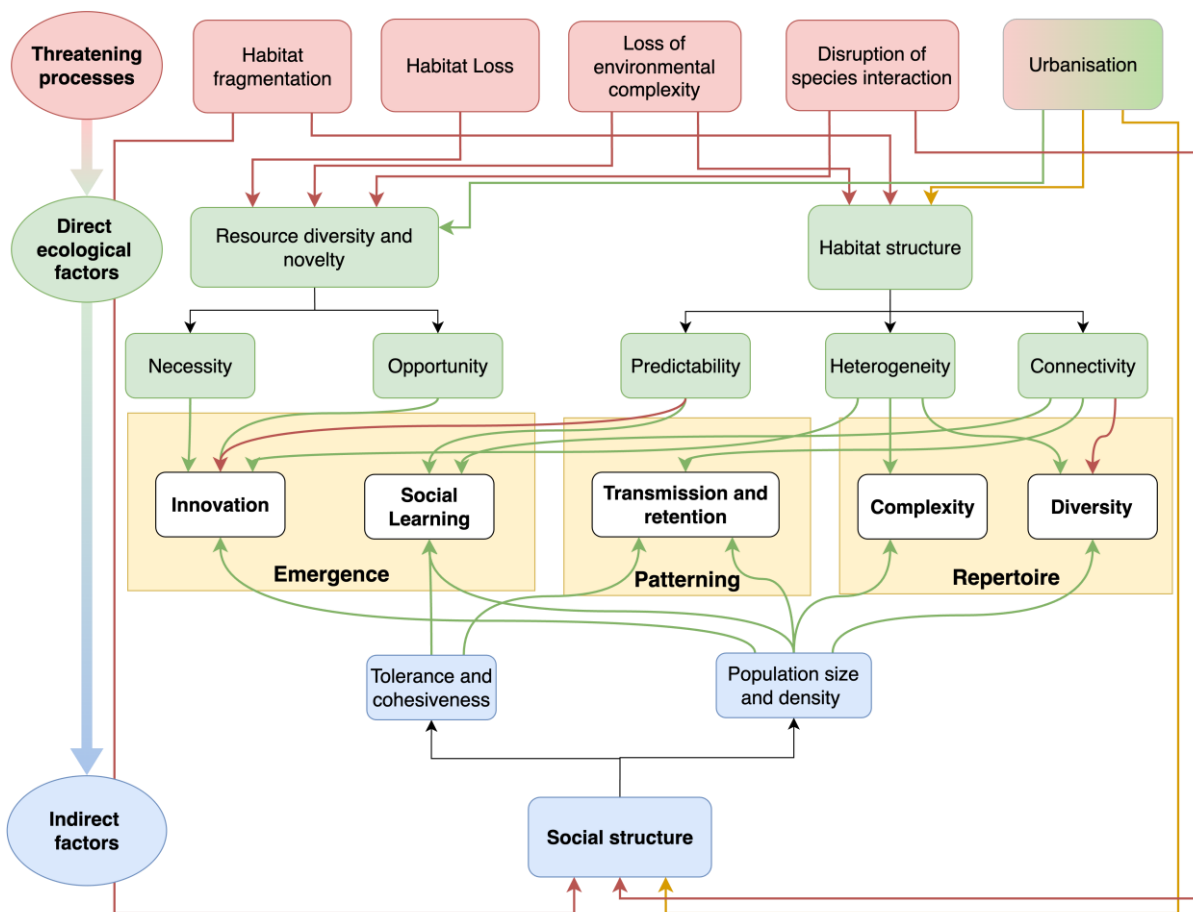 Threatening
processes
Habitat
fragmentation
Habitat Loss
Loss of
environmental
complexity
Disruption of
species interaction
Urbanisation
Direct
ecological
factors
Resource diversity and
novelty
Habitat structure
Necessity
Opportunity
Predictability
Heterogeneity
Connectivity
Innovation
Social
Learning
Transmission and
retention
Complexity
Diversity
Emergence
Patterning
Repertoire
Tolerance and
cohesiveness
Population size
and density
Indirect
factors
Social structure